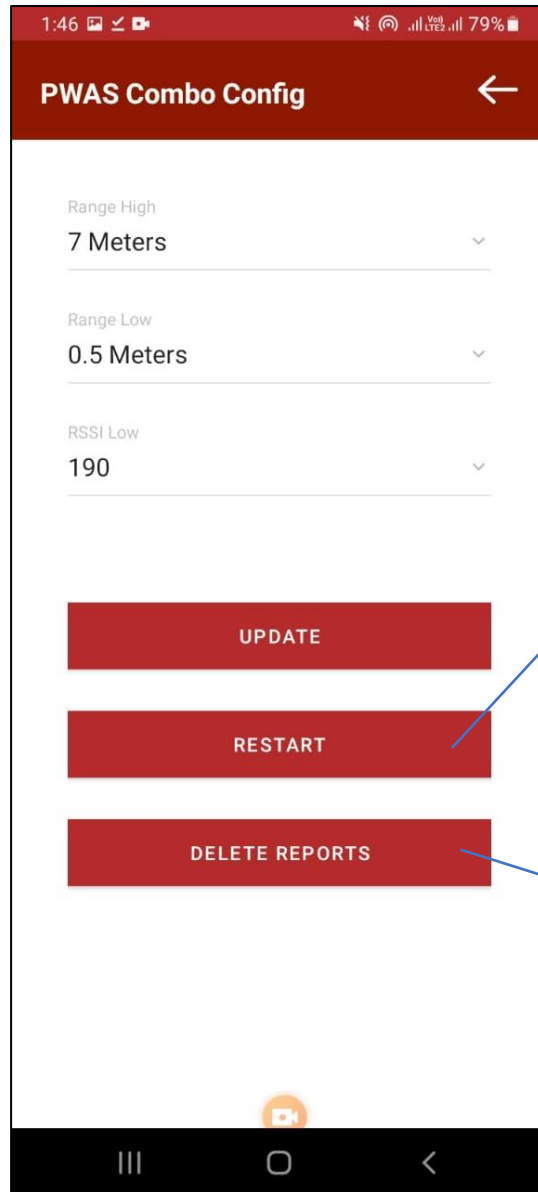 1:46 79%
PWAS Combo Config
Range High
7 Meters
Range Low
0.5 Meters
RSSI Low
190
UPDATE
RESTART
DELETE REPORTS